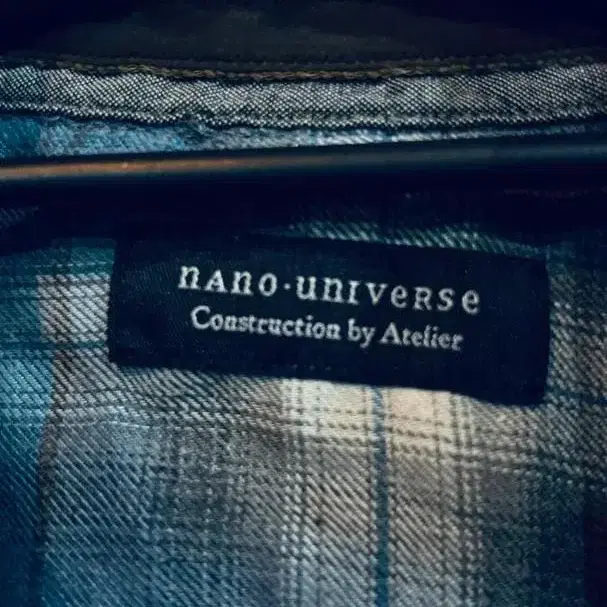 nano·universe
Construction by Atelier